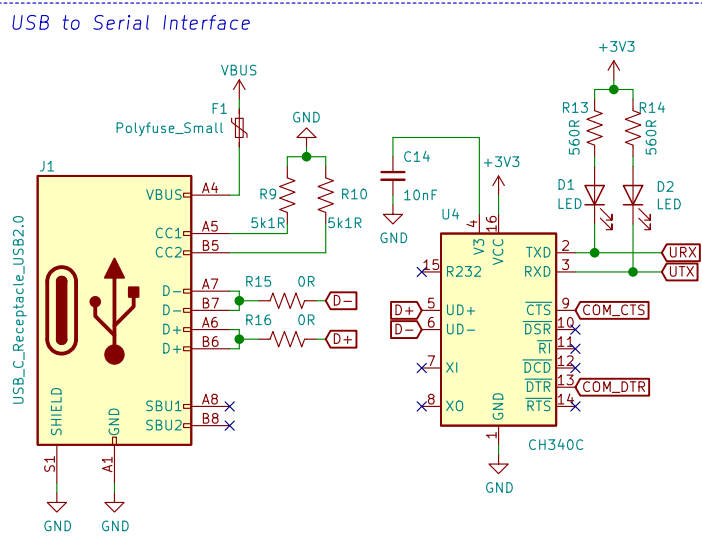 USB to Serial Interface
+3V3
VBUS
F1
Polyfuse_Small
GND
R13
560R
R14
560R
J1
C14
10nF
+3V3
VBUS
A4
R9
5k1R
R10
5k1R
D1
LED
D2
LED
GND
U4
CC1
A5
CC2
B5
4
V3
16
VCC
TXD
2
URX
15
R232
RXD
3
UTX
USB_C_Receptacle_USB2.0
D-
A7
R15
0R
D-
D-
B7
D+
A6
R16
0R
D+
D+
B6
D+
5
UD+
CTS
9
COM_CTS
D-
6
UD-
DSR
10
RI
11
7
XI
DCD
12
DTR
13
COM_DTR
SBU1
A8
8
XO
RTS
14
SBU2
B8
SHIELD
GND
GND
S1
A1
1
CH340C
GND
GND
GND